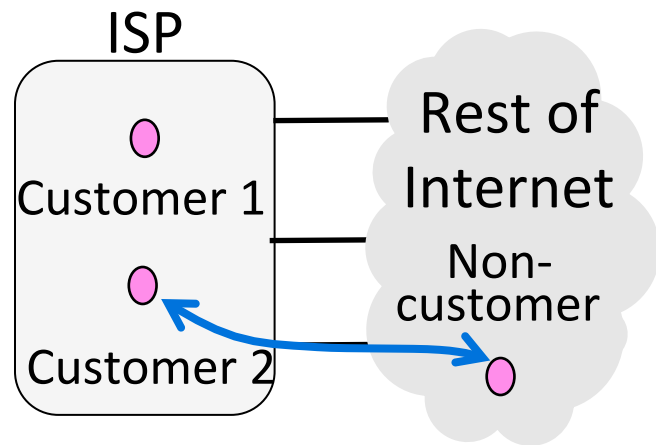 ISP
Customer 1
Customer 2
Rest of
Internet
Non-
customer